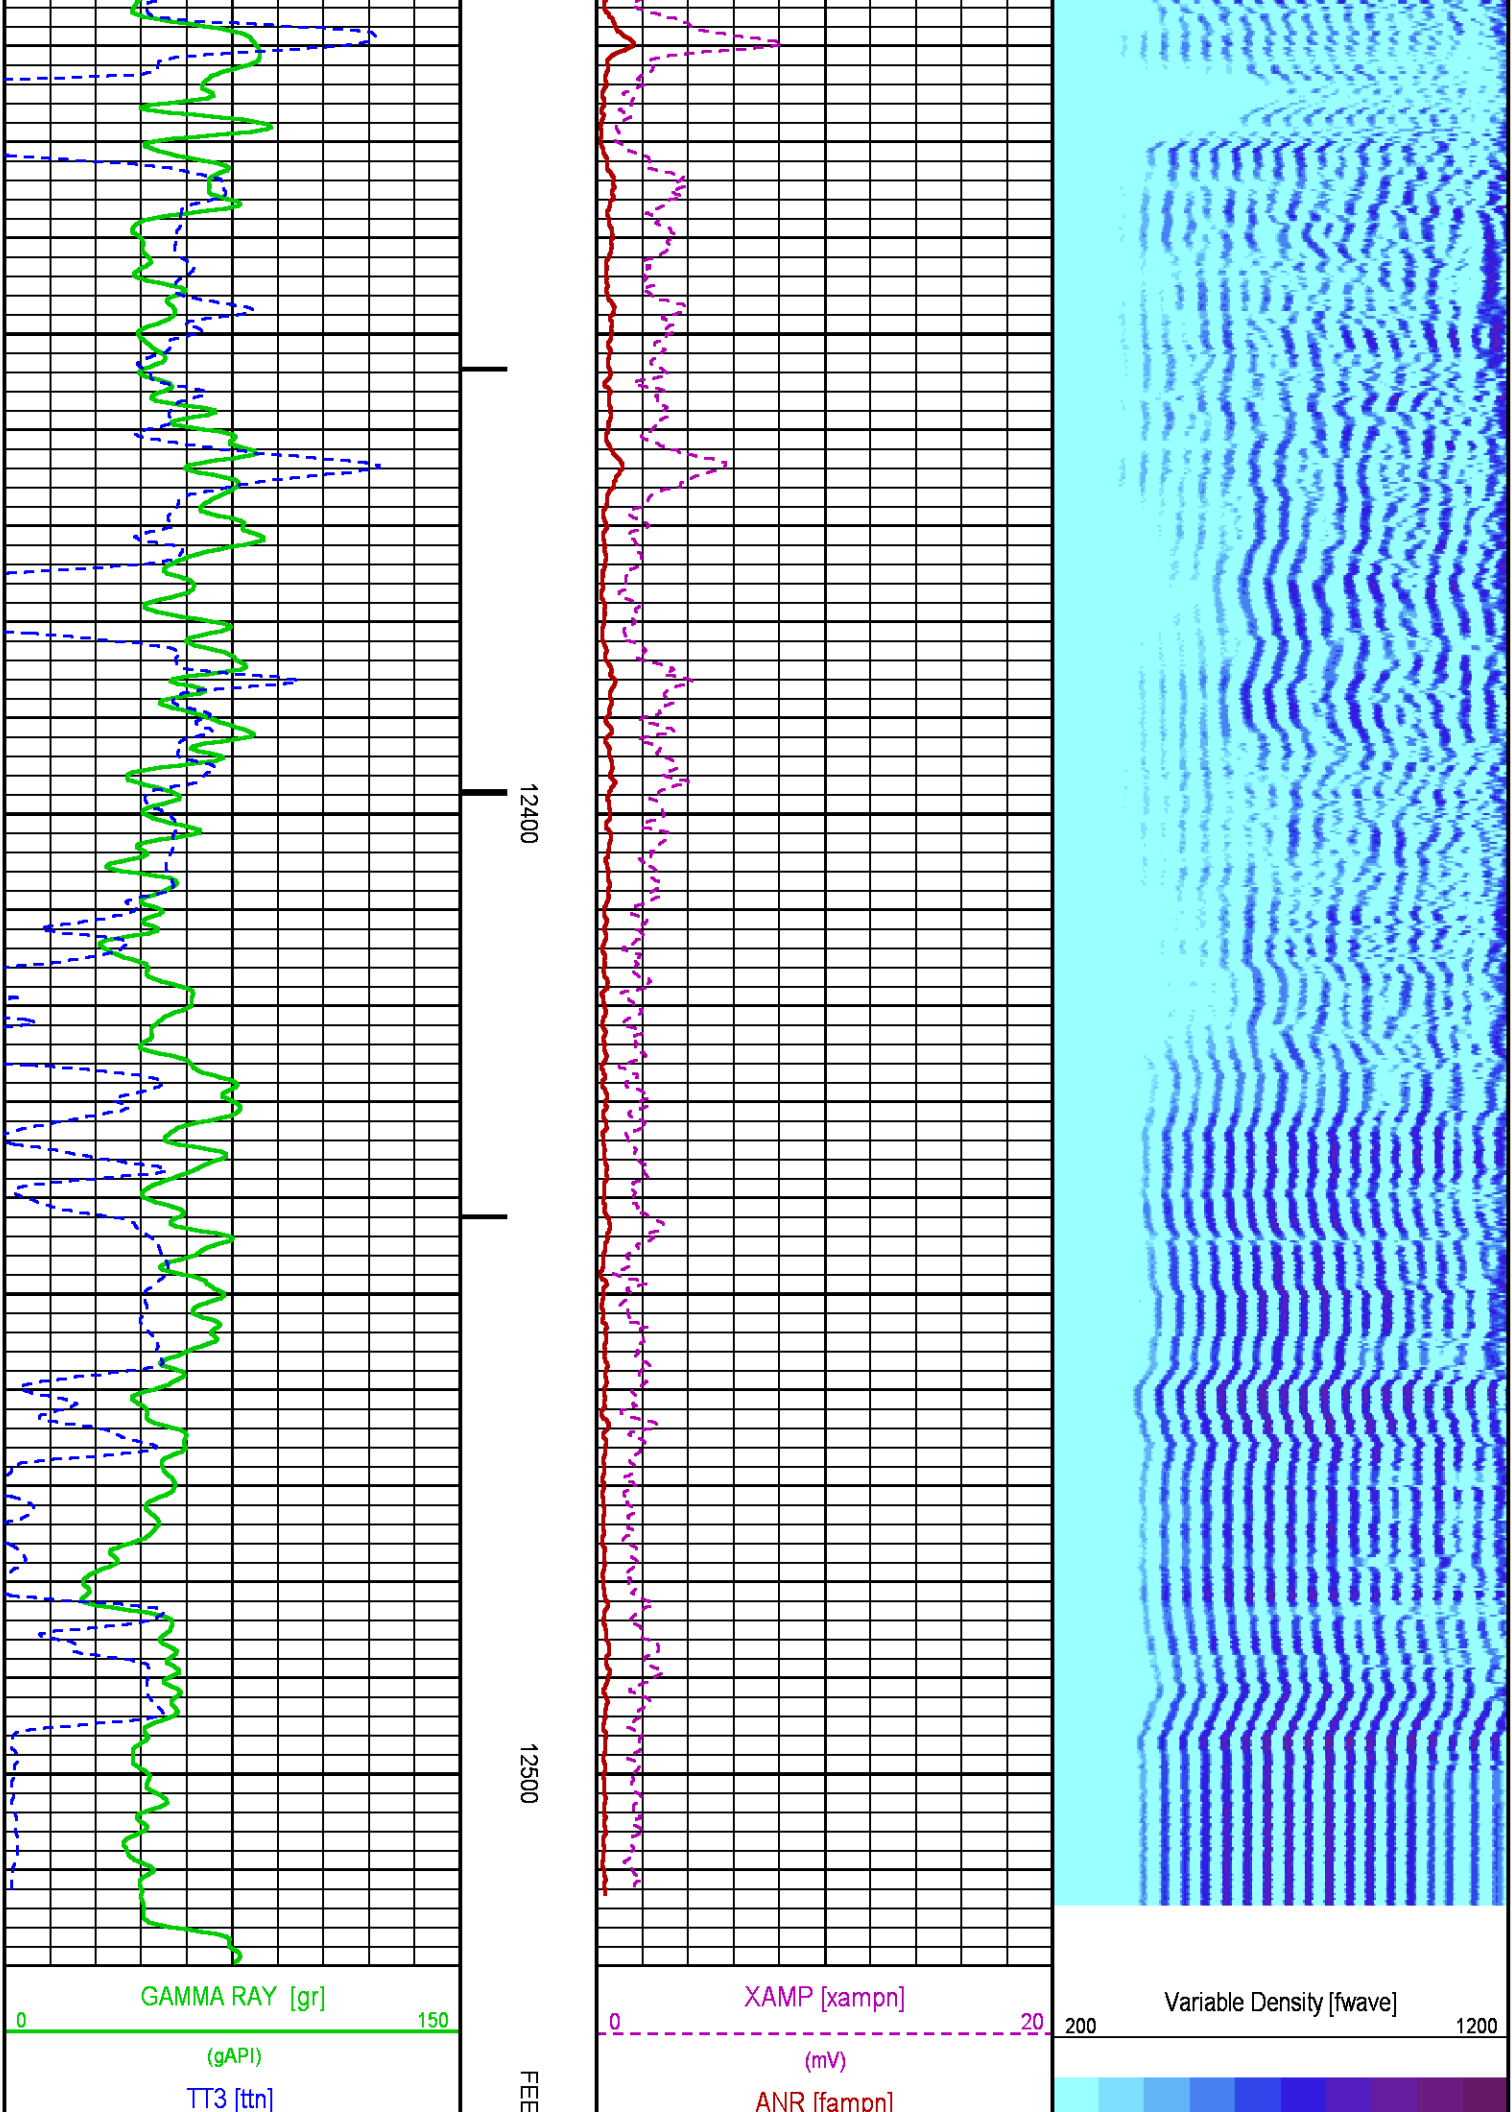 12400
12500
GAMMA RAY [gr]
0 150
(gAPI)
TT3 [ttn]
FEE
XAMP [xampn]
0 20
(mV)
ANR [fampn]
Variable Density [fwave]
200 1200